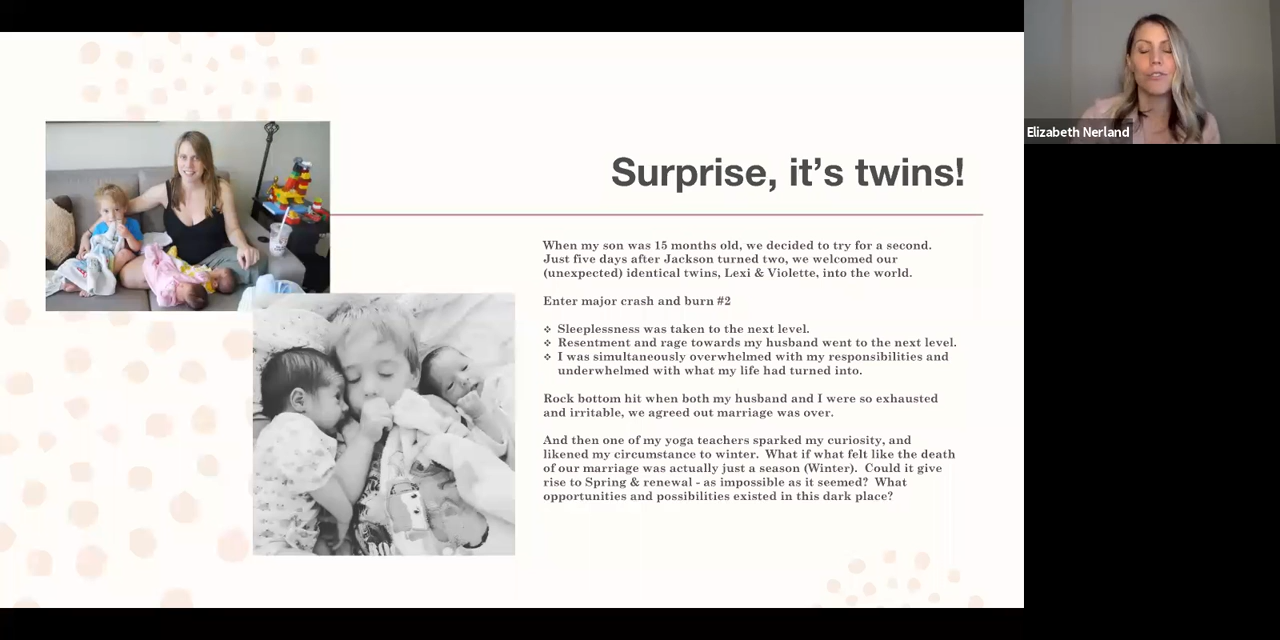 Elizabeth Nerland
Surprise, it's twins!
When my son was 15 months old, we decided to try for a second.
Just five days after Jackson turned two, we welcomed our
(unexpected) identical twins, Lexi & Violette, into the world.
Enter major crash and burn #2
❖ Sleeplessness was taken to the next level.
❖ Resentment and rage towards my husband went to the next level.
❖ I was simultaneously overwhelmed with my responsibilities and
underwhelmed with what my life had turned into.
Rock bottom hit when both my husband and I were so exhausted
and irritable, we agreed out marriage was over.
And then one of my yoga teachers sparked my curiosity, and
likened my circumstance to winter.  What if what felt like the death
of our marriage was actually just a season (Winter).  Could it give
rise to Spring & renewal - as impossible as it seemed?  What
opportunities and possibilities existed in this dark place?